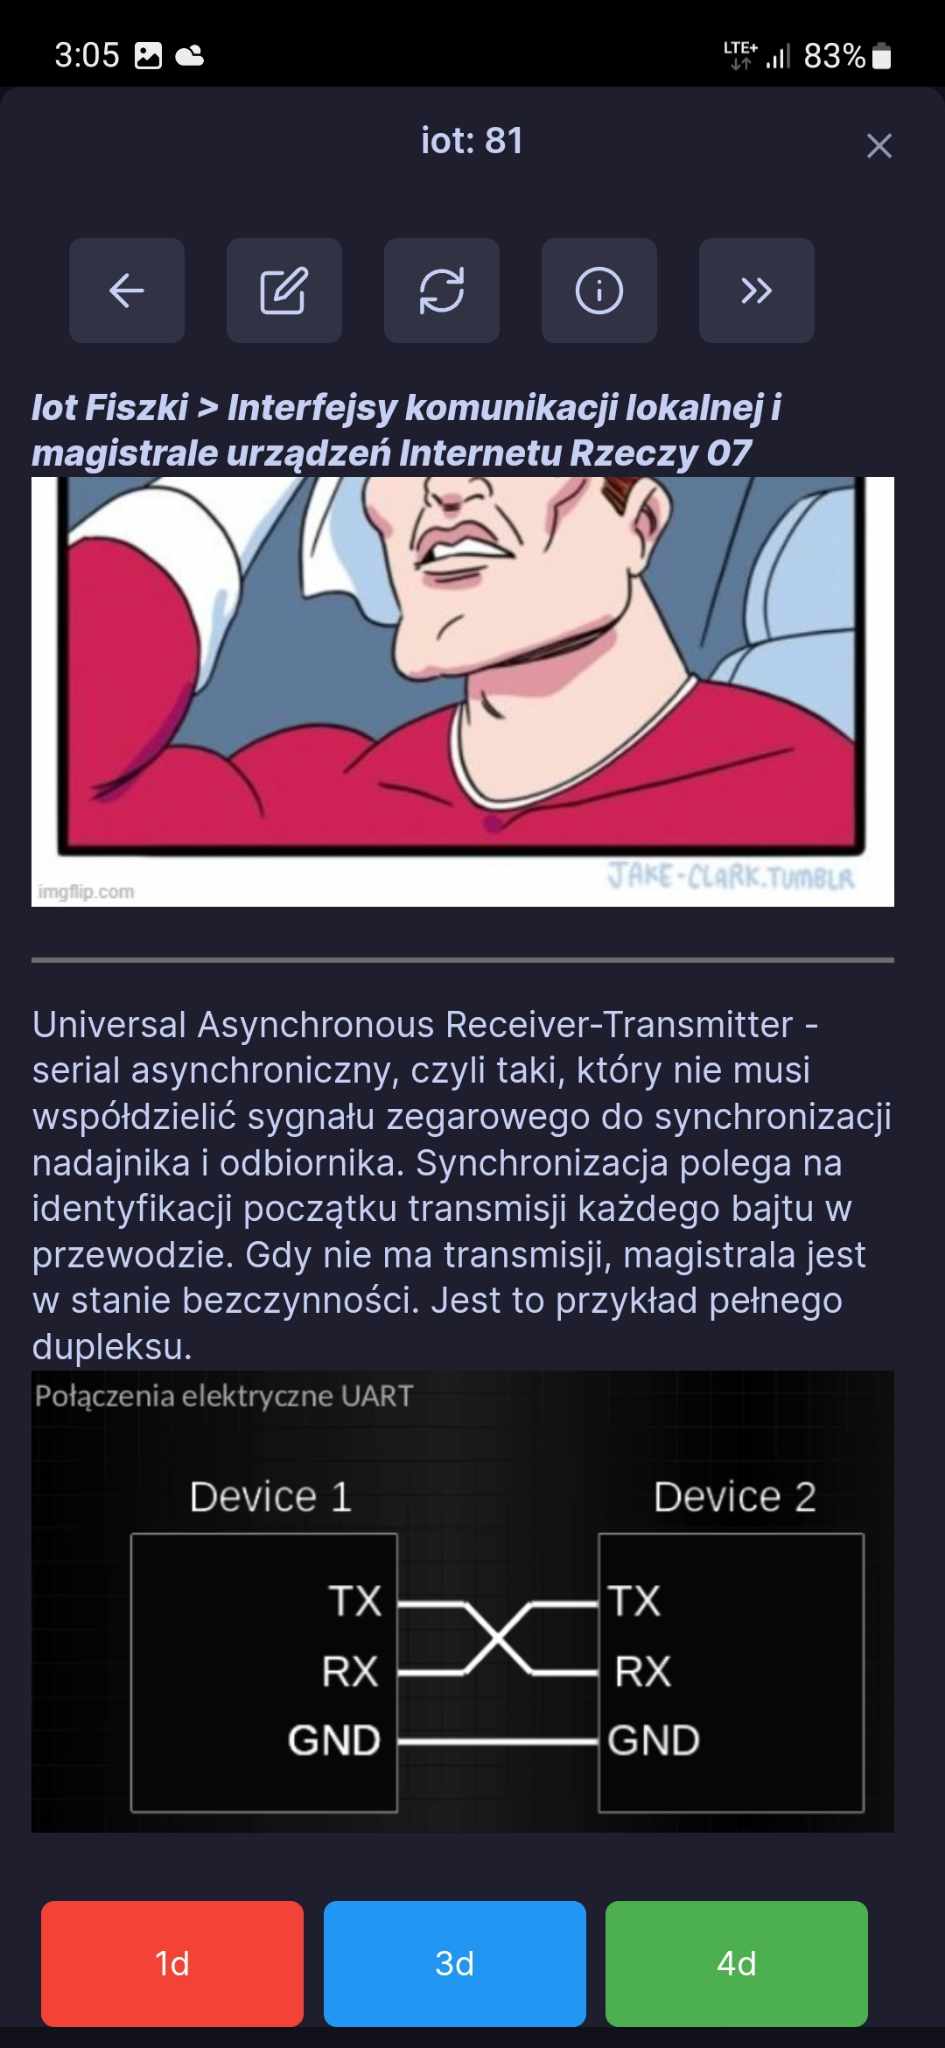 3:05
LTE+
83%
iot: 81
Iot Fiszki > Interfejsy komunikacji lokalnej i
magistrale urządzeń Internetu Rzeczy 07
imgflip.com
JAKE-CLARK.TUMBLR
Universal Asynchronous Receiver-Transmitter -
serial asynchroniczny, czyli taki, który nie musi
współdzielić sygnału zegarowego do synchronizacji
nadajnika i odbiornika. Synchronizacja polega na
identyfikacji początku transmisji każdego bajtu w
przewodzie. Gdy nie ma transmisji, magistrala jest
w stanie bezczynności. Jest to przykład pełnego
dupleksu.
Połączenia elektryczne UART
Device 1
Device 2
TX
TX
RX
RX
GND
GND
1d
3d
4d